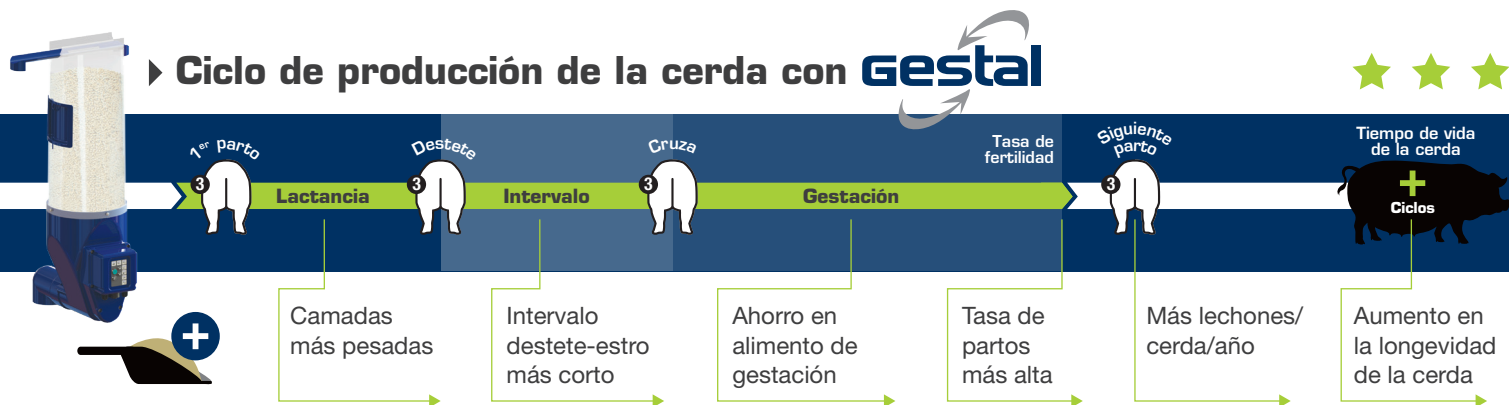 Ciclo de producción de la cerda con Gestal
1er parto
Destete
Cruza
Tasa de
fertilidad
Siguiente
parto
Tiempo de vida
de la cerda
3
Lactancia
3
Intervalo
3
Gestación
3
+
Ciclos
+
Camadas
más pesadas
Intervalo
destete-estro
más corto
Ahorro en
alimento de
gestación
Tasa de
partos
más alta
Más lechones/
cerda/año
Aumento en
la longevidad
de la cerda